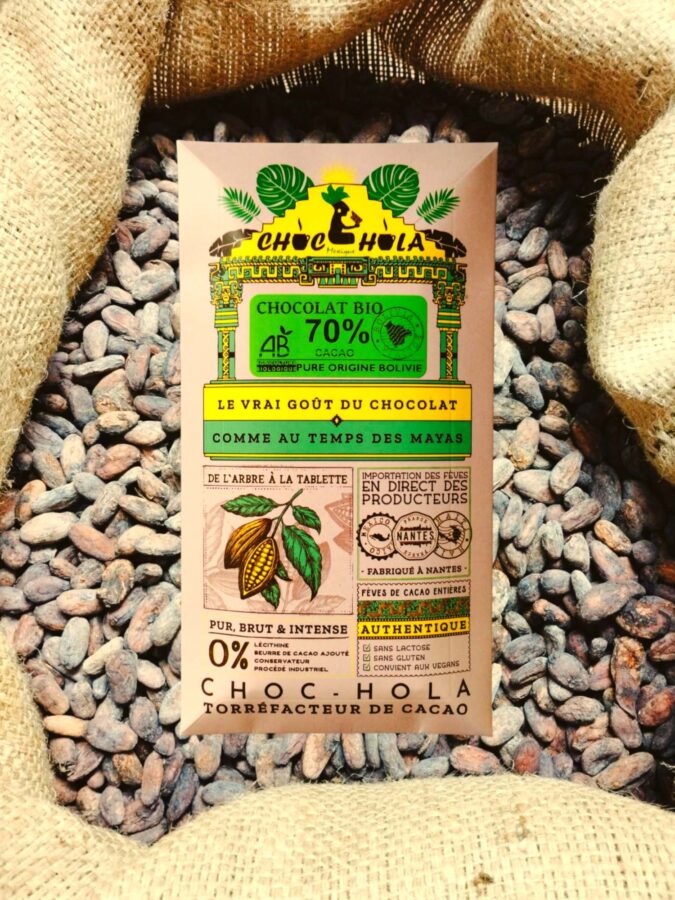 CHOC HOLA
Mexique
CHOCOLAT BIO
70%
CACAO
AB
BIOLOGIQUE
PURE ORIGINE BOLIVIE
LE VRAI GOÛT DU CHOCOLAT
COMME AU TEMPS DES MAYAS
DE L'ARBRE À LA TABLETTE
IMPORTATION DES FÈVES
EN DIRECT DES
PRODUCTEURS
NANTES
- FABRIQUÉ À NANTES -
FÈVES DE CACAO ENTIÈRES
AUTHENTIQUE
SANS LACTOSE
SANS GLUTEN
CONVIENT AUX VEGANS
PUR, BRUT & INTENSE
0%
LÉCITHINE
BEURRE DE CACAO AJOUTÉ
CONSERVATEUR
PROCÉDÉ INDUSTRIEL
CHOC-HOLA
TORRÉFACTEUR DE CACAO